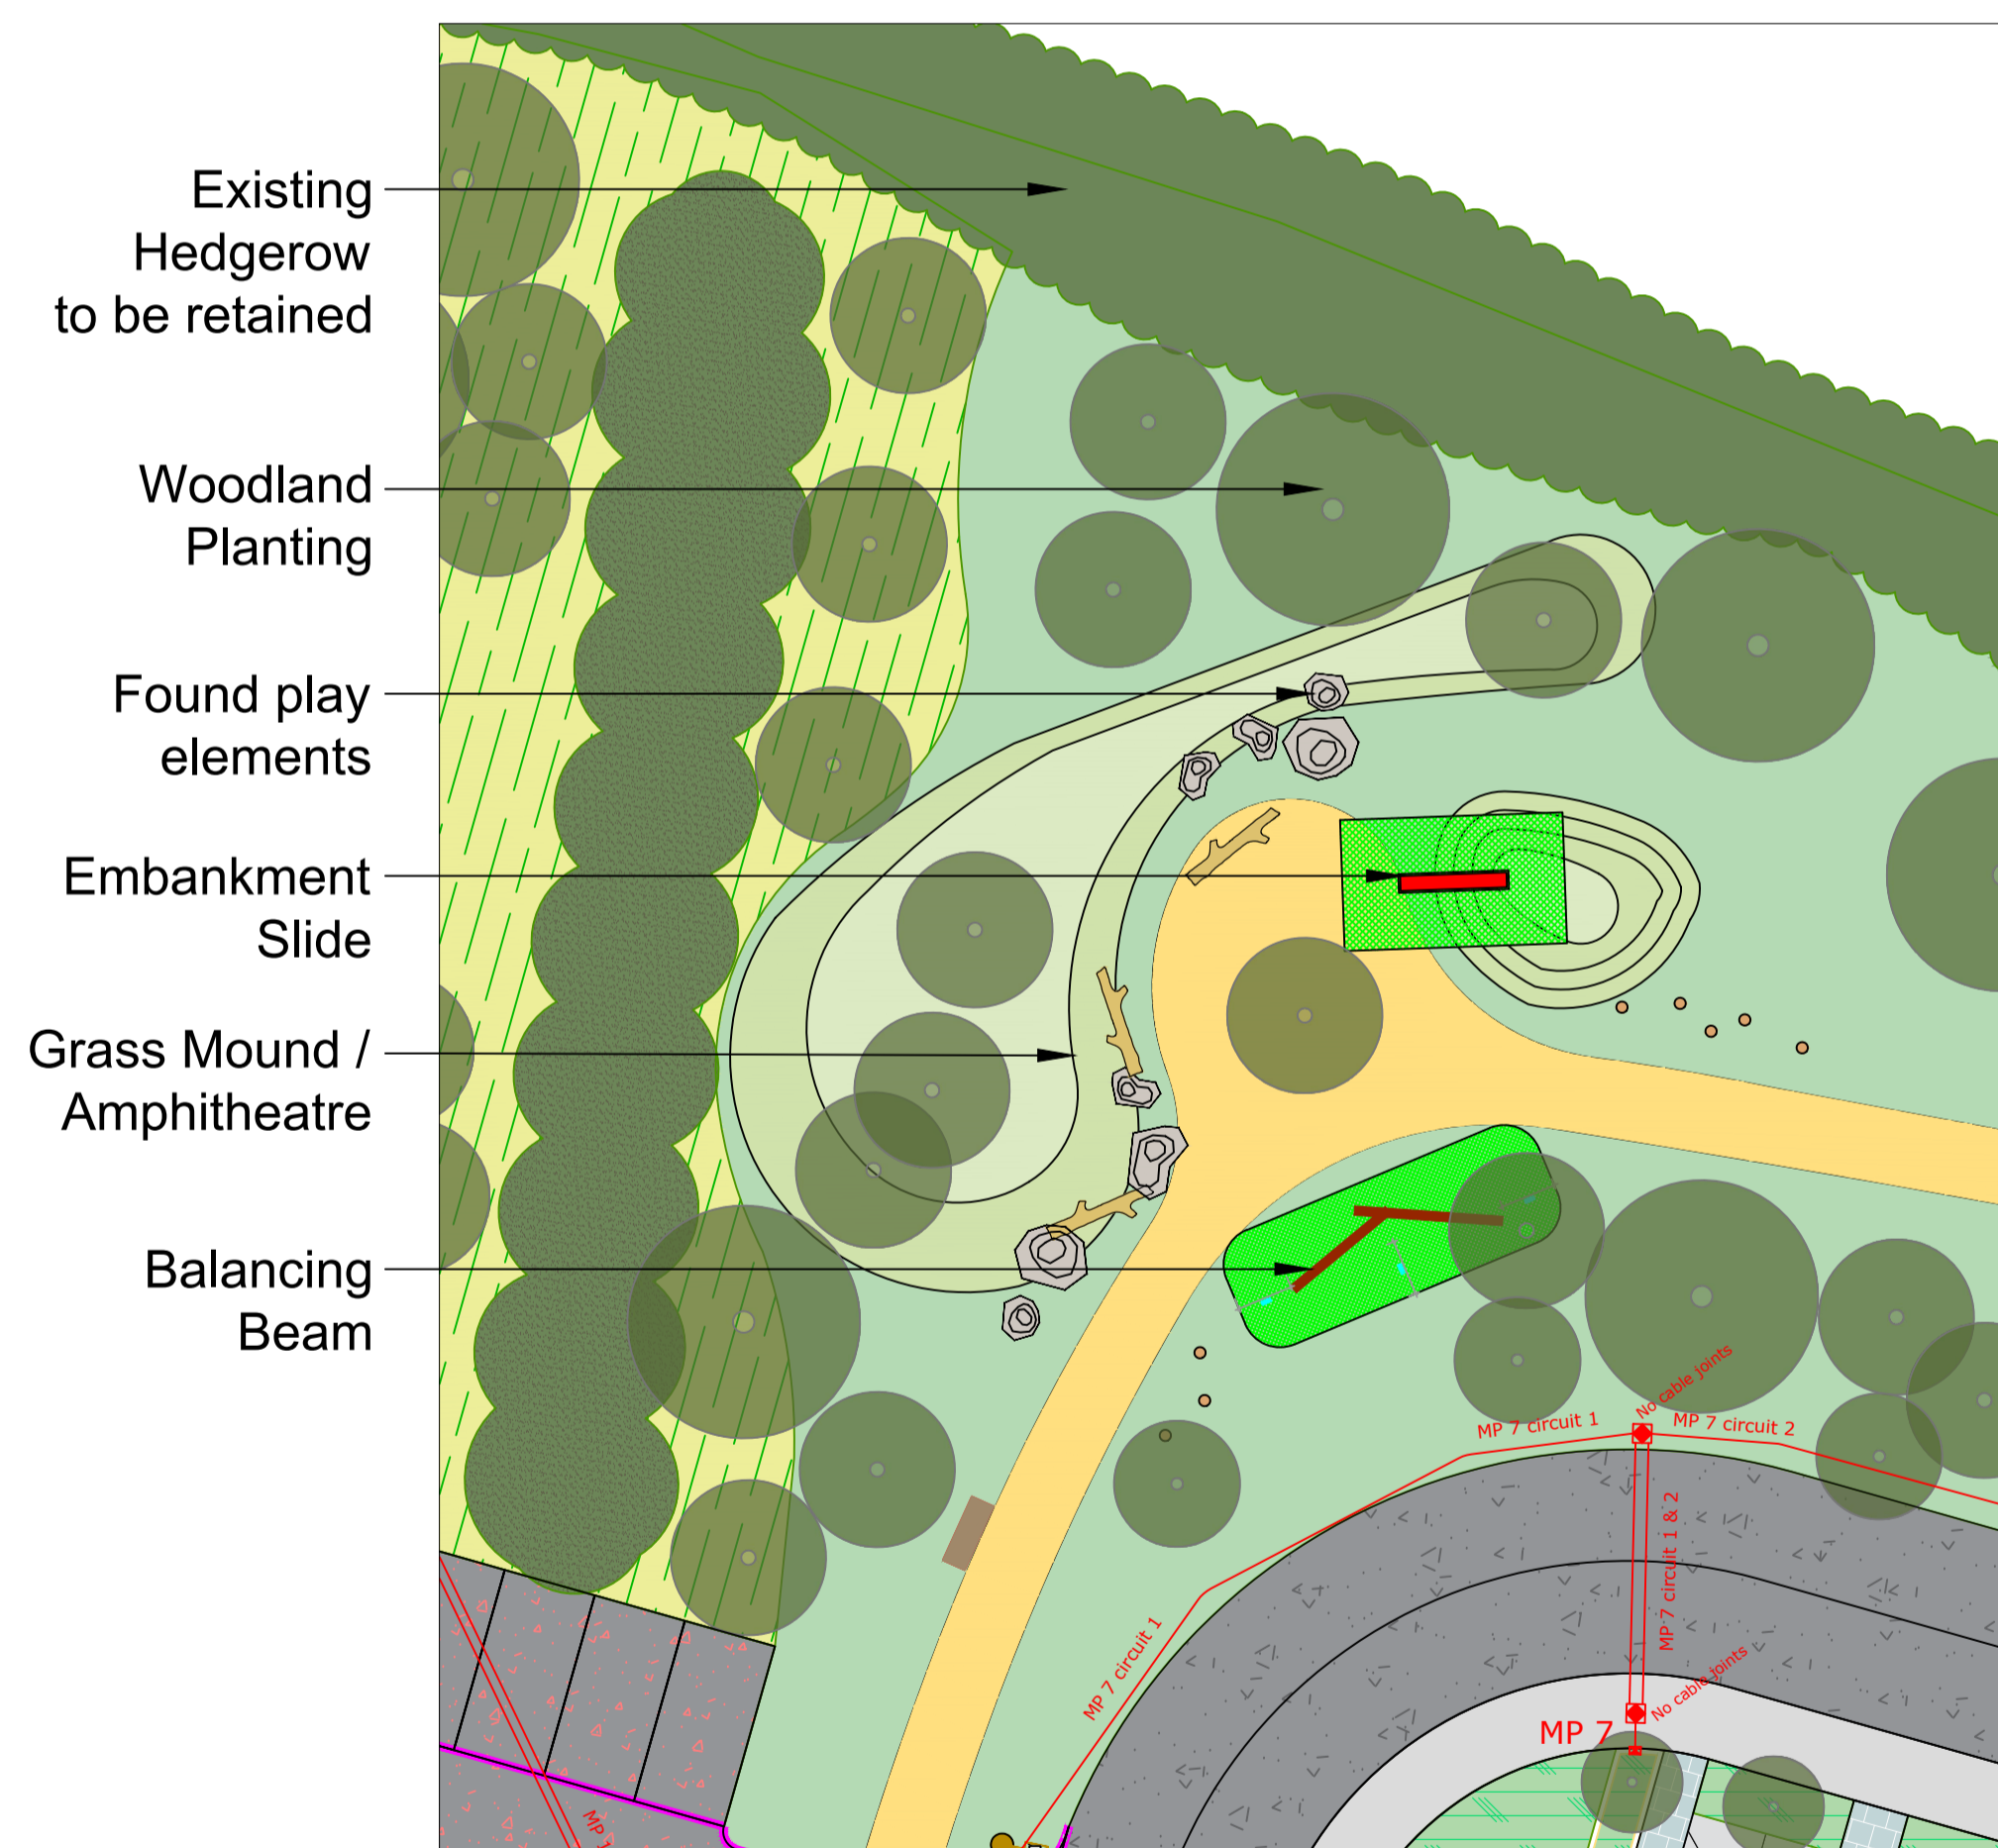 Existing
Hedgerow
to be retained
Woodland
Planting
Found play
elements
Embankment
Slide
Grass Mound /
Amphitheatre
Balancing
Beam
No cable joints
MP 7 circuit 1
MP 7 circuit 2
MP 7 circuit 1 & 2
MP 7 circuit 1
No cable joints
MP 7